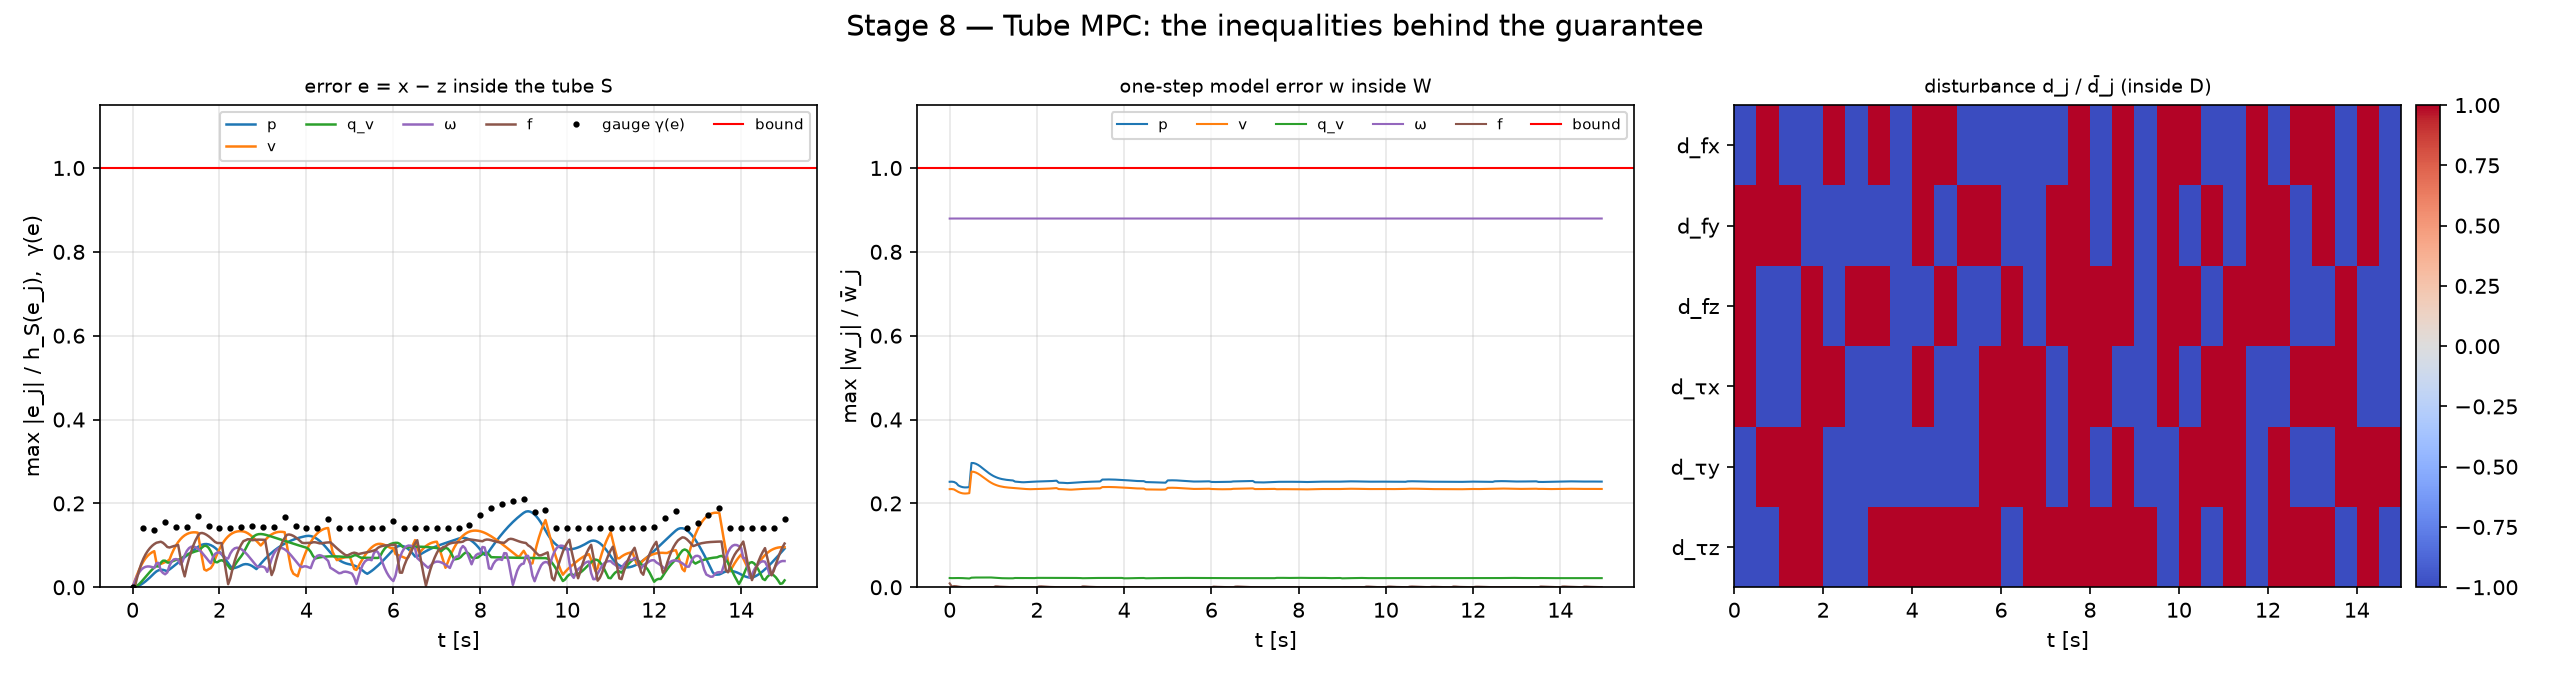 Stage 8 — Tube MPC: the inequalities behind the guarantee
error e = x − z inside the tube S
max |e_j| / h_S(e_j),  γ(e)
p
q_v
ω
f
gauge γ(e)
bound
v
1.0
0.8
0.6
0.4
0.2
0.0
0 2 4 6 8 10 12 14
t [s]
one-step model error w inside W
max |w_j| / w̄_j
p
v
q_v
ω
f
bound
1.0
0.8
0.6
0.4
0.2
0.0
0 2 4 6 8 10 12 14
t [s]
disturbance d_j / d̄_j (inside D)
d_fx
d_fy
d_fz
d_τx
d_τy
d_τz
0 2 4 6 8 10 12 14
t [s]
1.00
0.75
0.50
0.25
0.00
−0.25
−0.50
−0.75
−1.00